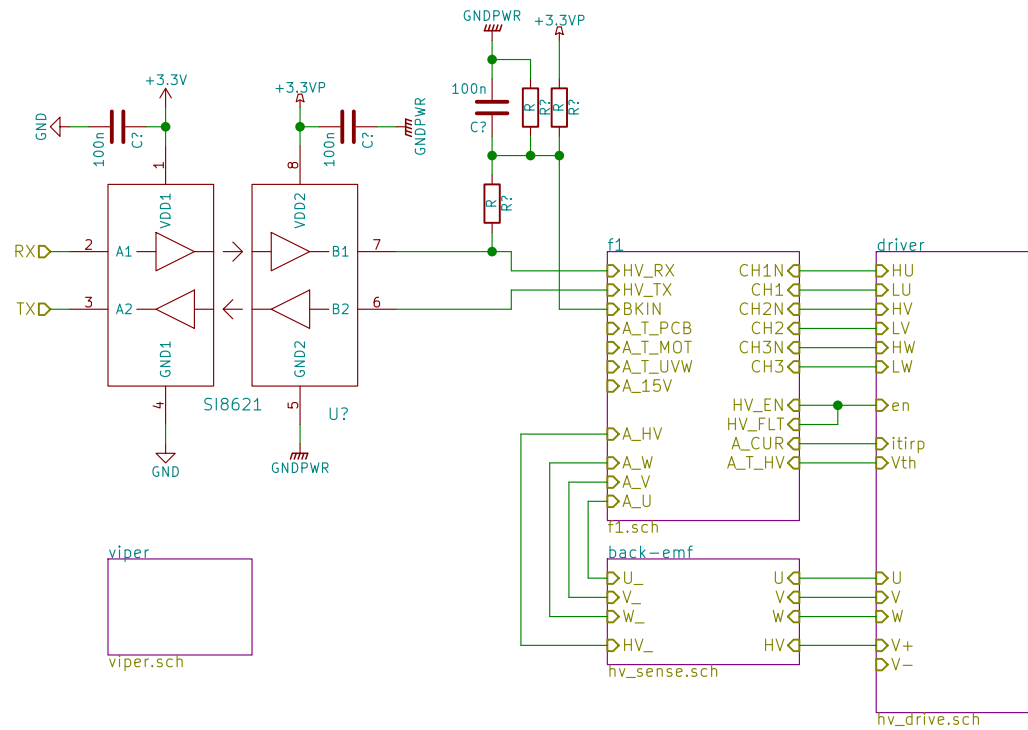 GNDPWR
+3.3VP
+3.3V
+3.3VP
100n
R
R?
R
R?
C?
GND
100n
C?
100n
C?
GNDPWR
1
8
VDD1
VDD2
R
R?
RX
2
A1
B1
7
TX
3
A2
B2
6
GND1
GND2
4
5
SI8621
U?
GND
GNDPWR
f1
HV_RX
HV_TX
BKIN
A_T_PCB
A_T_MOT
A_T_UVW
A_15V
A_HV
A_W
A_V
A_U
CH1N
CH1
CH2N
CH2
CH3N
CH3
HV_EN
HV_FLT
A_CUR
A_T_HV
f1.sch
driver
HU
LU
HV
LV
HW
LW
en
itirp
Vth
U
V
W
V+
V-
hv_drive.sch
back-emf
U_
V_
W_
HV_
U
V
W
HV
hv_sense.sch
viper
viper.sch